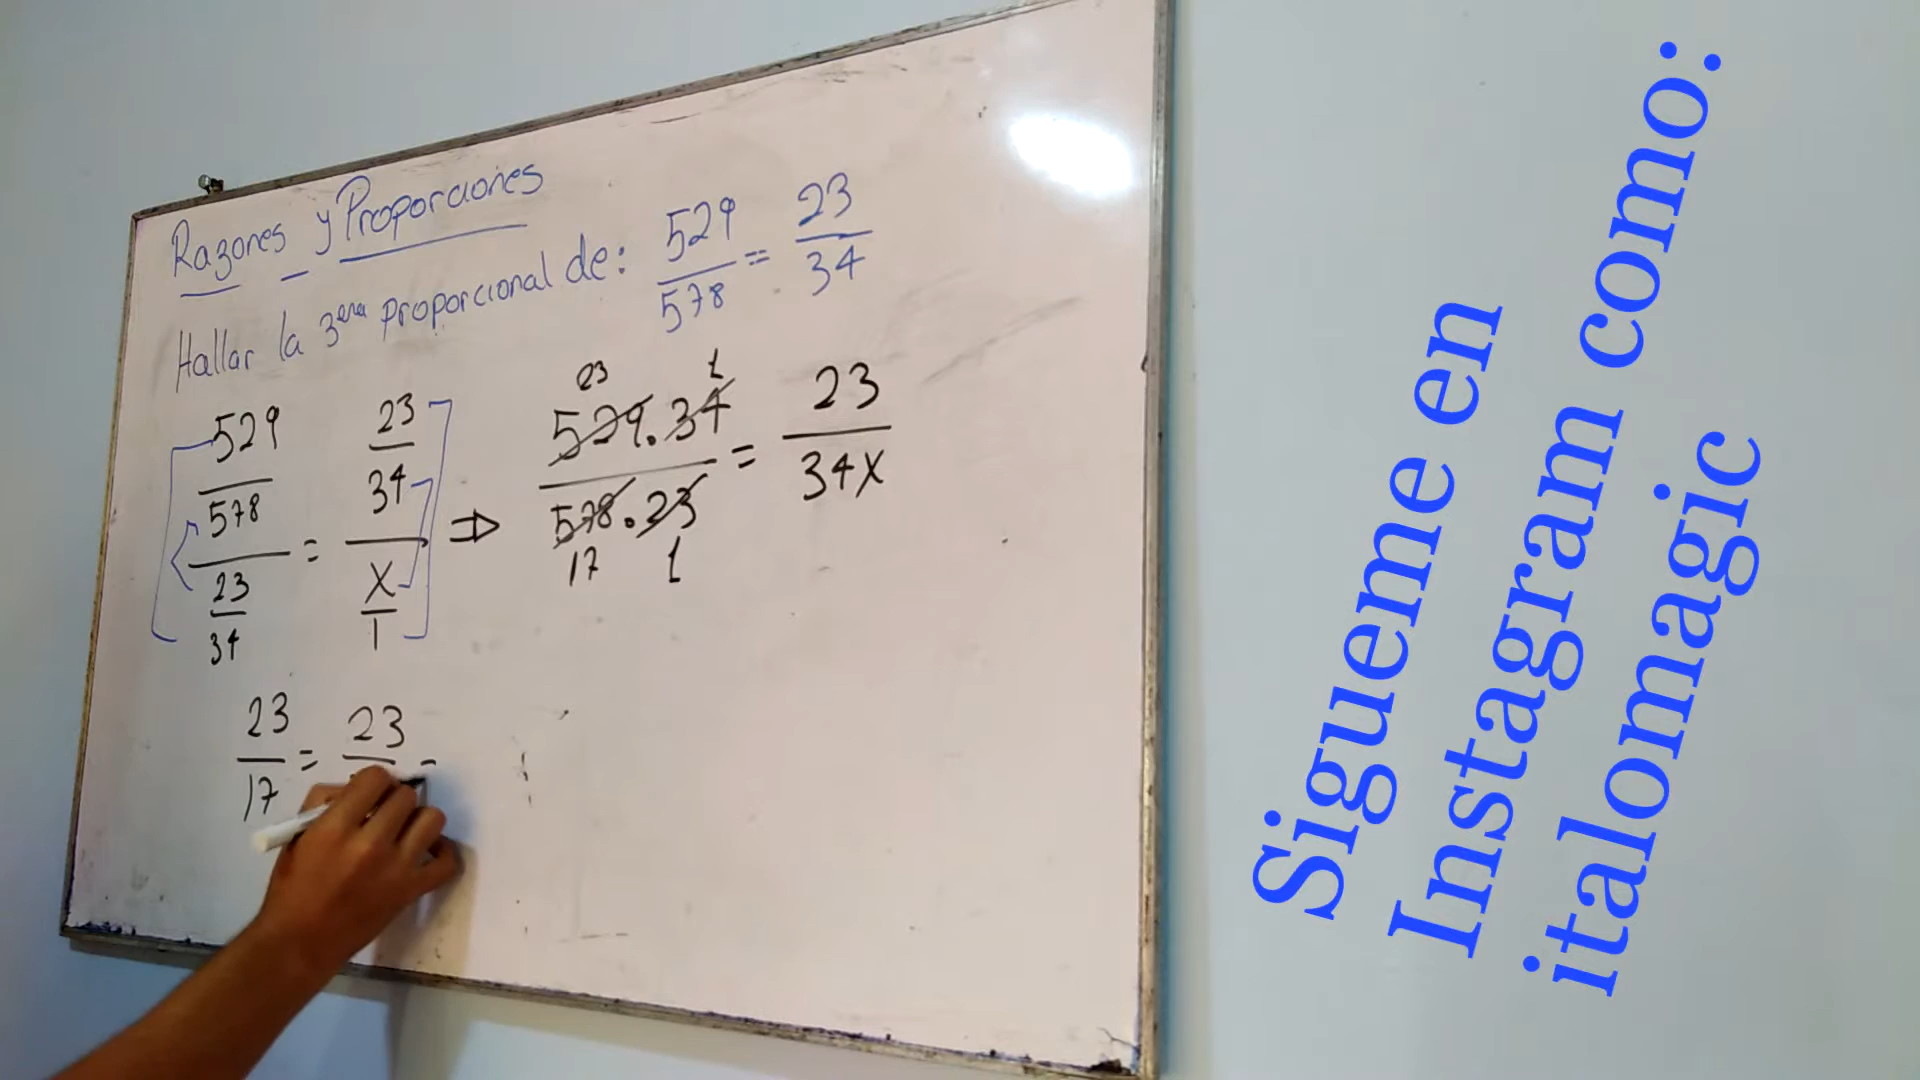 Razones y Proporciones
Hallar la 3era proporcional de: 529/578 = 23/34
529/578 / 23/34 = 23/34 / X/1 ⇒ 529.34/578.23 = 23/34X
23 1
17 1
23/17 = 23/
Sigueme en
Instagram como:
italomagic